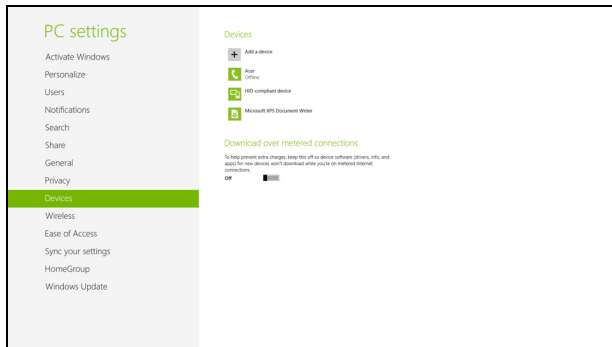 PC settings
Activate Windows
Personalize
Users
Notifications
Search
Share
General
Privacy
Devices
Wireless
Ease of Access
Sync your settings
HomeGroup
Windows Update
Devices
Add a device
Acer
Offline
HID-compliant device
Microsoft XPS Document Writer
Download over metered connections
To help prevent extra charges, keep this off so device software (drivers, info, and
apps) for new devices won't download while you're on metered Internet
connections.
Off